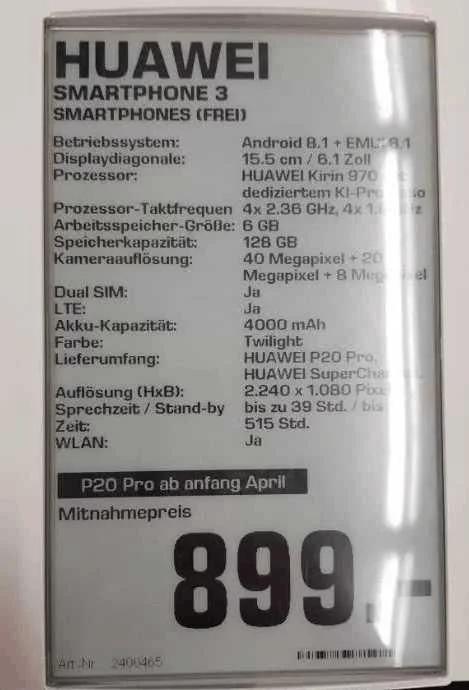 HUAWEI
SMARTPHONE 3
SMARTPHONES (FREI)
Betriebssystem: Android 8.1 + EMUI 8.1
Displaydiagonale: 15.5 cm / 6.1 Zoll
Prozessor: HUAWEI Kirin 970
dediziertem
Prozessor-Taktfrequen 4x 2.36 GHz, 4x
Arbeitsspeicher-Größe: 6 GB
Speicherkapazität: 128 GB
Kameraauflösung: 40 Megapixel + 20
Megapixel + 8 Megapixel
Dual SIM: Ja
LTE: Ja
Akku-Kapazität: 4000 mAh
Farbe: Twilight
Lieferumfang: HUAWEI P20 Pro,
HUAWEI
Auflösung (HxB): 2.240 x 1.080 Pixel
Sprechzeit / Stand-by bis zu 39 Std. / bis
Zeit: 515 Std.
WLAN: Ja
P20 Pro ab anfang April
Mitnahmepreis
899.-
Art.-Nr. 2400465